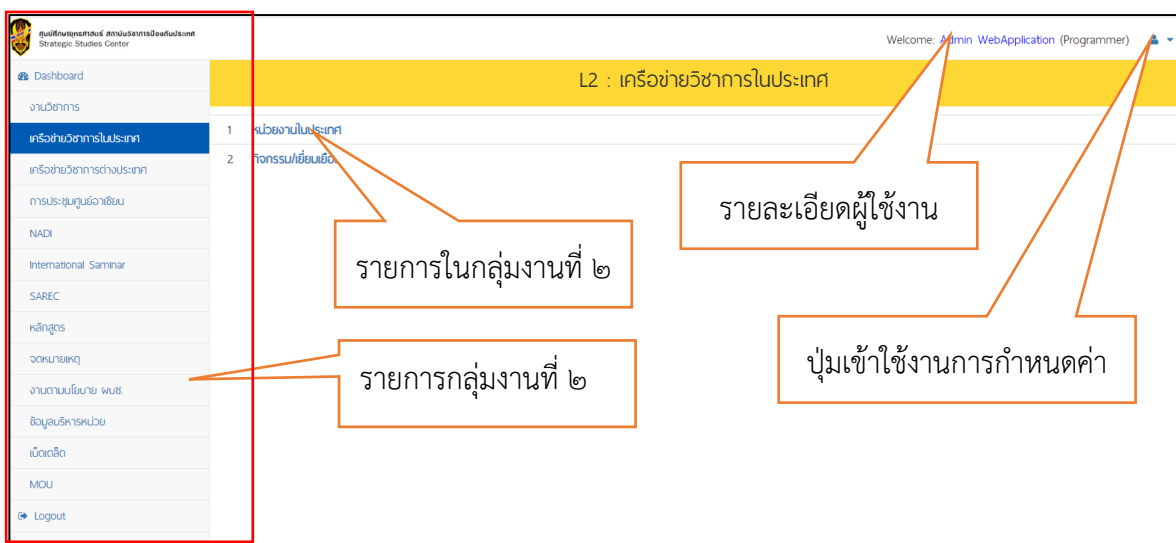 ศูนย์ศึกษายุทธศาสตร์ สถาบันวิชาการป้องกันประเทศ
Strategic Studies Center
Welcome: Admin WebApplication (Programmer)
Dashboard
งานวิชาการ
เครือข่ายวิชาการในประเทศ
เครือข่ายวิชาการต่างประเทศ
การประชุมศูนย์อาเซียน
NADI
International Saminar
SAREC
หลักสูตร
จดหมายเหตุ
งานตามนโยบาย ผบช.
ข้อมูลบริหารหน่วย
เบ็ดเตล็ด
MOU
Logout
L2 : เครือข่ายวิชาการในประเทศ
1 หน่วยงานในประเทศ
2 กิจกรรม/เยี่ยมเยือน
รายละเอียดผู้ใช้งาน
รายการในกลุ่มงานที่ ๒
ปุ่มเข้าใช้งานการกำหนดค่า
รายการกลุ่มงานที่ ๒